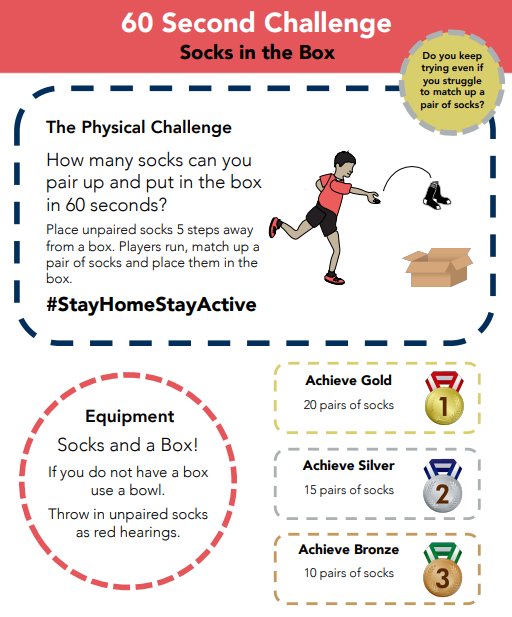 60 Second Challenge
Socks in the Box
Do you keep
trying even if
you struggle
to match up a
pair of socks?
The Physical Challenge
How many socks can you
pair up and put in the box
in 60 seconds?
Place unpaired socks 5 steps away
from a box. Players run, match up a
pair of socks and place them in the
box.
#StayHomeStayActive
Equipment
Socks and a Box!
If you do not have a box
use a bowl.
Throw in unpaired socks
as red hearings.
Achieve Gold
20 pairs of socks
1
Achieve Silver
15 pairs of socks
2
Achieve Bronze
10 pairs of socks
3